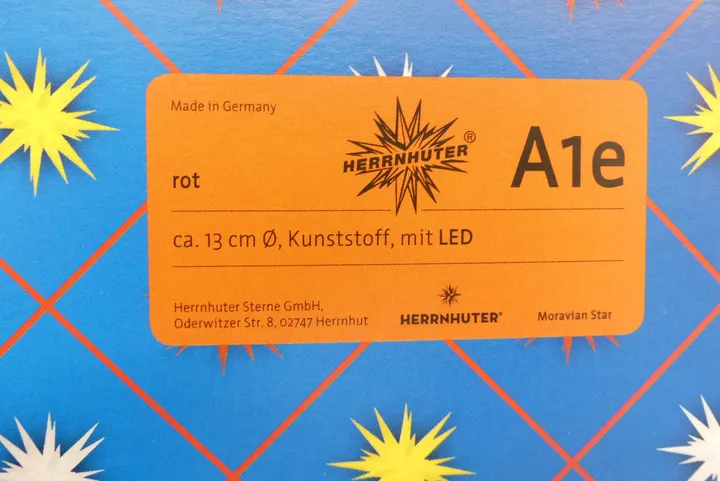 Made in Germany
HERRNHUTER®
A1e
rot
ca. 13 cm Ø, Kunststoff, mit LED
Herrnhuter Sterne GmbH,
Oderwitzer Str. 8, 02747 Herrnhut
HERRNHUTER®
Moravian Star